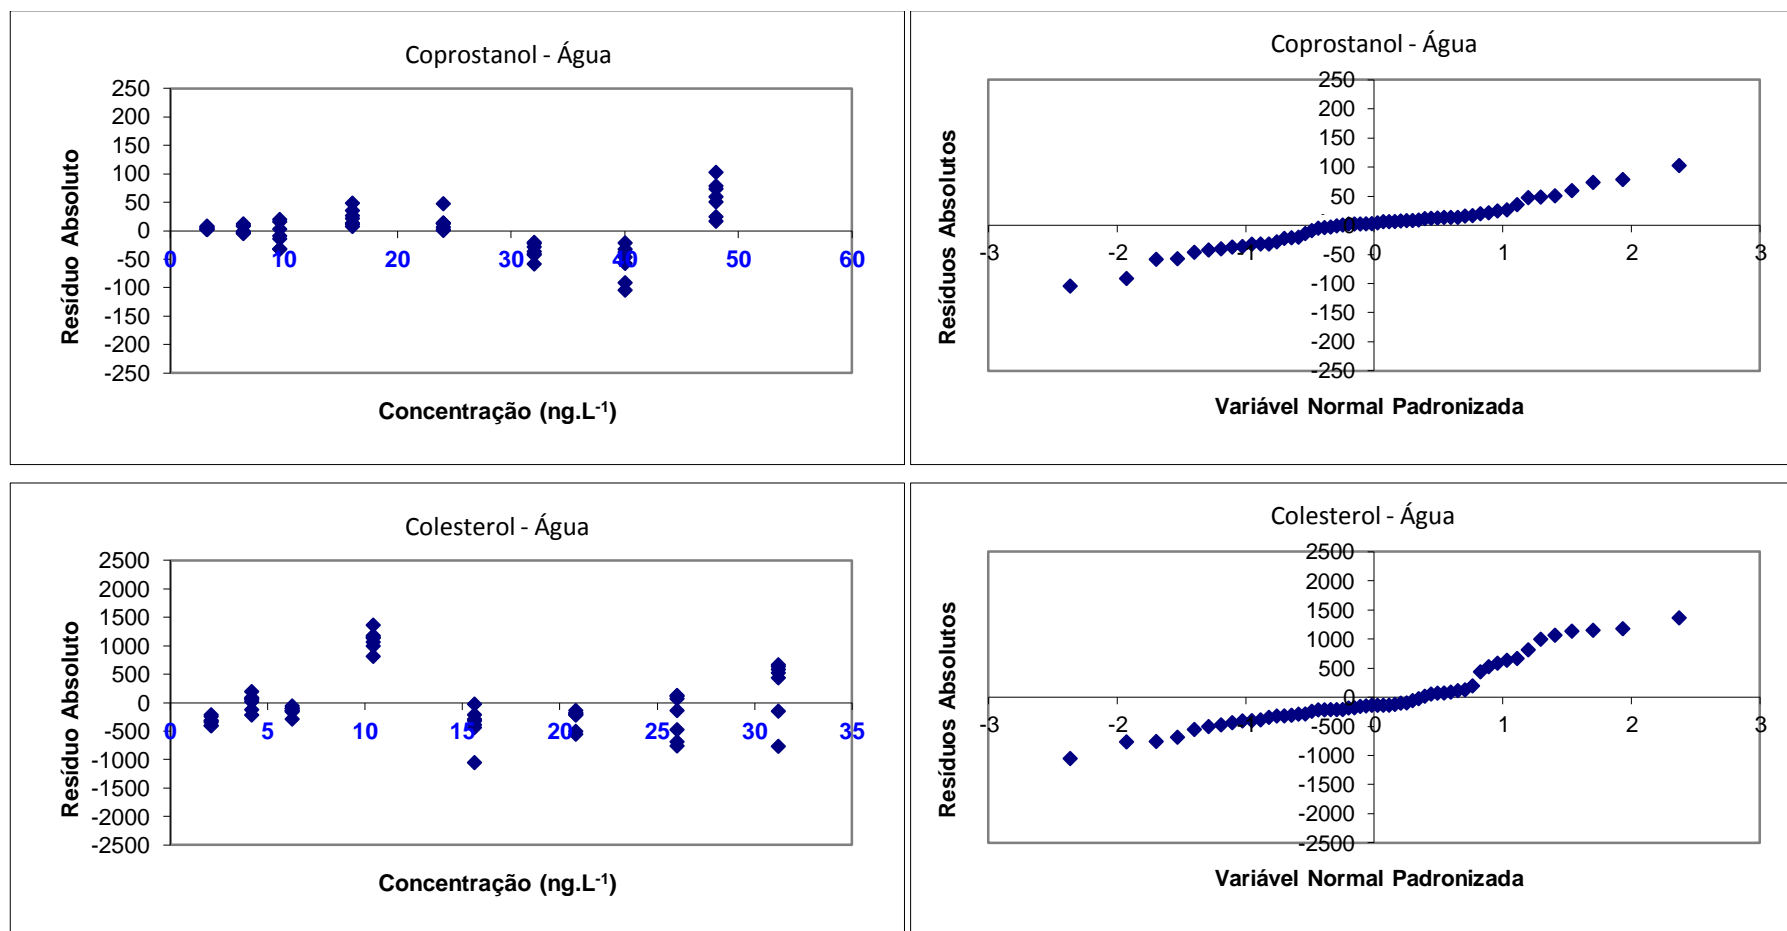 Coprostanol - Água
250
200
150
100
50
0
-50
-100
-150
-200
-250
0 10 20 30 40 50 60
Resíduo Absoluto
Concentração (ng.L⁻¹)
Coprostanol - Água
250
200
150
100
50
0
-50
-100
-150
-200
-250
-3 -2 -1 0 1 2 3
Resíduos Absolutos
Variável Normal Padronizada
Colesterol - Água
2500
2000
1500
1000
500
0
-500
-1000
-1500
-2000
-2500
0 5 10 15 20 25 30 35
Resíduo Absoluto
Concentração (ng.L⁻¹)
Colesterol - Água
2500
2000
1500
1000
500
0
-500
-1000
-1500
-2000
-2500
-3 -2 -1 0 1 2 3
Resíduos Absolutos
Variável Normal Padronizada